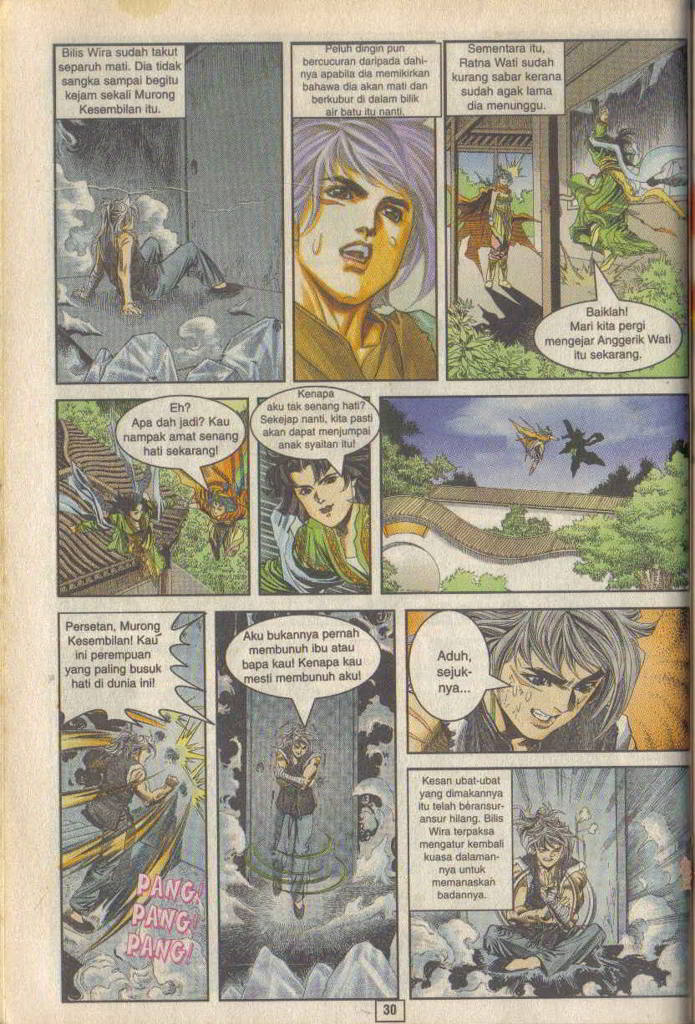 Bilis Wira sudah takut
separuh mati. Dia tidak
sangka sampai begitu
kejam sekali Murong
Kesembilan itu.
Peluh dingin pun
bercucuran daripada dahi-
nya apabila dia memikirkan
bahawa dia akan mati dan
berkubur di dalam bilik
air batu itu nanti.
Sementara itu,
Ratna Wati sudah
kurang sabar kerana
sudah agak lama
dia menunggu.
Baiklah!
Mari kita pergi
mengejar Anggerik Wati
itu sekarang.
Eh?
Apa dah jadi? Kau
nampak amat senang
hati sekarang!
Kenapa
aku tak senang hati?
Sekejap nanti, kita pasti
akan dapat menjumpai
anak syaitan itu!
Persetan, Murong
Kesembilan! Kau
ini perempuan
yang paling busuk
hati di dunia ini!
PANG!
PANG!
PANG!
Aku bukannya pernah
membunuh ibu atau
bapa kau! Kenapa kau
mesti membunuh aku!
Aduh,
sejuk-
nya...
Kesan ubat-ubat
yang dimakannya
itu telah beransur-
ansur hilang. Bilis
Wira terpaksa
mengatur kembali
kuasa dalaman-
nya untuk
memanaskan
badannya.
30